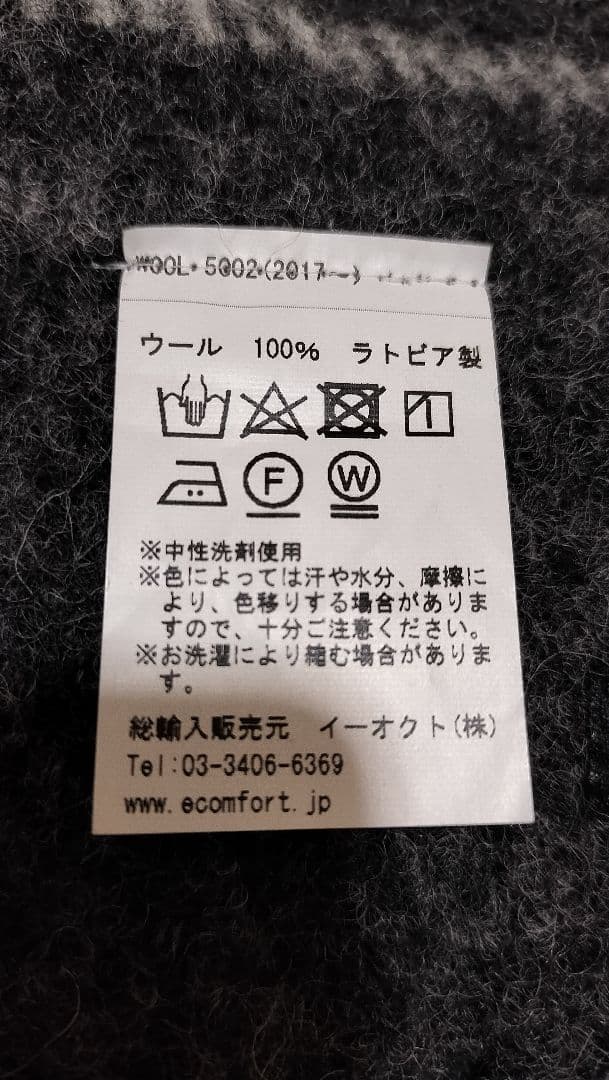 WOOL・5002・(2017〜)
ウール 100% ラトビア製
F W
※中性洗剤使用
※色によっては汗や水分、摩擦に
より、色移りする場合がありま
すので、十分ご注意ください。
※お洗濯により縮む場合がありま
す。
総輸入販売元 イーオクト(株)
Tel:03-3406-6369
www.ecomfort.jp